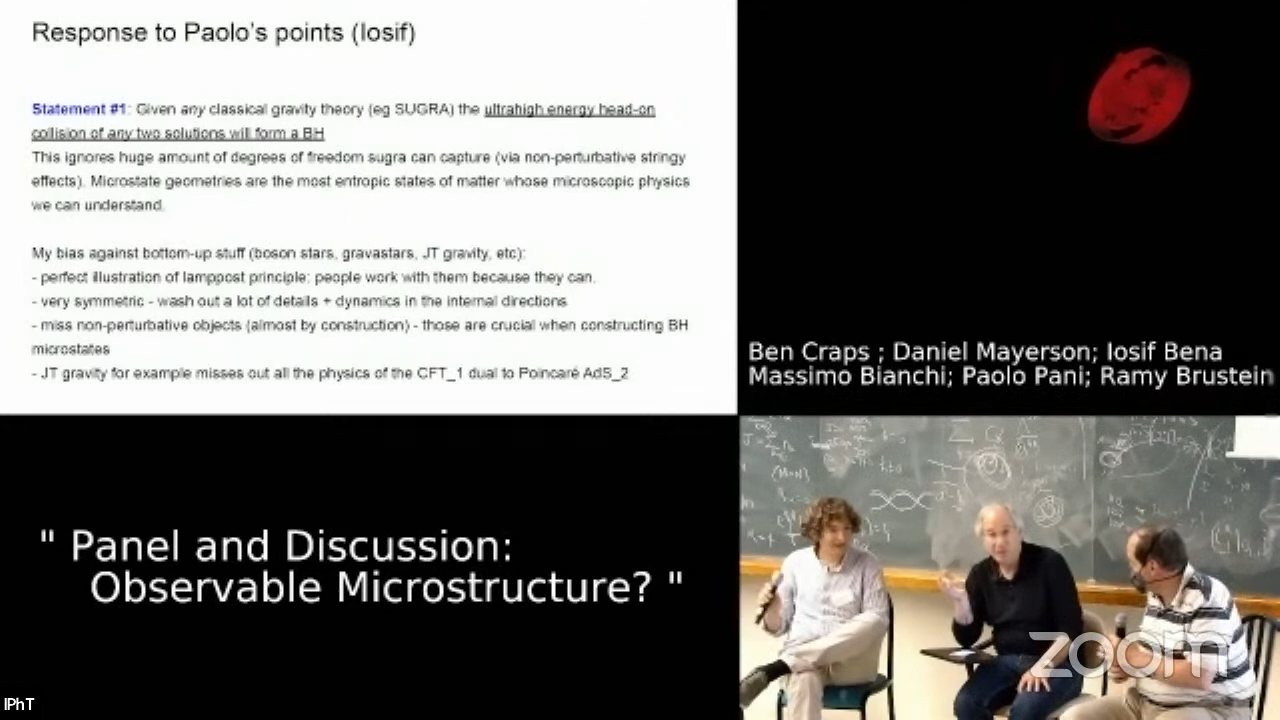 Response to Paolo's points (Iosif)
Statement #1: Given any classical gravity theory (eg SUGRA) the ultrahigh energy head-on
collision of any two solutions will form a BH
This ignores huge amount of degrees of freedom sugra can capture (via non-perturbative stringy
effects). Microstate geometries are the most entropic states of matter whose microscopic physics
we can understand.
My bias against bottom-up stuff (boson stars, gravastars, JT gravity, etc):
- perfect illustration of lamppost principle: people work with them because they can.
- very symmetric - wash out a lot of details + dynamics in the internal directions
- miss non-perturbative objects (almost by construction) - those are crucial when constructing BH
microstates
- JT gravity for example misses out all the physics of the CFT_1 dual to Poincaré AdS_2
Ben Craps ; Daniel Mayerson; Iosif Bena
Massimo Bianchi; Paolo Pani; Ramy Brustein
" Panel and Discussion:
Observable Microstructure? "
zoom
IPhT